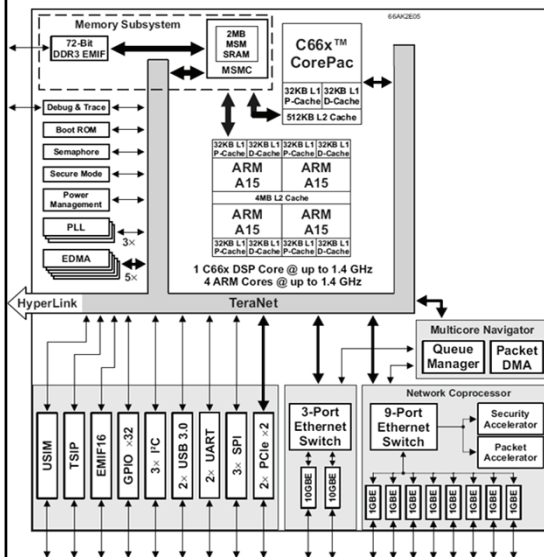 66AK2E05
Memory Subsystem
72-Bit
DDR3 EMIF
2MB
MSM
SRAM
MSMC
C66x™
CorePac
32KB L1
P-Cache
32KB L1
D-Cache
512KB L2 Cache
Debug & Trace
Boot ROM
Semaphore
Secure Mode
Power
Management
PLL
3×
EDMA
5×
32KB L1
P-Cache
32KB L1
D-Cache
32KB L1
P-Cache
32KB L1
D-Cache
ARM
A15
ARM
A15
4MB L2 Cache
ARM
A15
ARM
A15
32KB L1
P-Cache
32KB L1
D-Cache
32KB L1
P-Cache
32KB L1
D-Cache
1 C66x DSP Core @ up to 1.4 GHz
4 ARM Cores @ up to 1.4 GHz
HyperLink
TeraNet
Multicore Navigator
Queue
Manager
Packet
DMA
USIM
TSIP
EMIF16
GPIO ×32
3× I²C
2× USB 3.0
2× UART
3× SPI
2× PCIe ×2
3-Port
Ethernet
Switch
10GBE
10GBE
Network Coprocessor
9-Port
Ethernet
Switch
Security
Accelerator
Packet
Accelerator
1GBE
1GBE
1GBE
1GBE
1GBE
1GBE
1GBE
1GBE